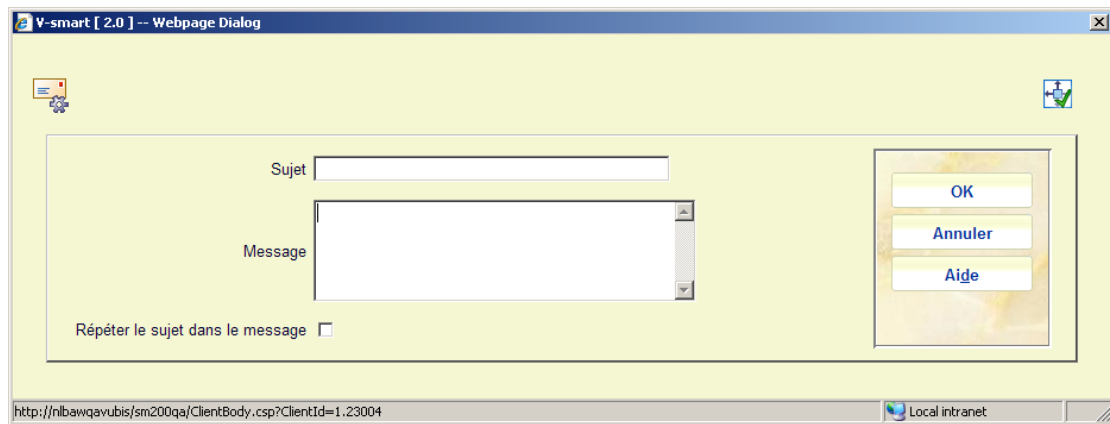 V-smart [ 2.0 ] -- Webpage Dialog
Sujet
OK
Annuler
Message
Aide
Répéter le sujet dans le message
http://nlbawqavubis/sm200qa/ClientBody.csp?ClientId=1.23004
Local intranet